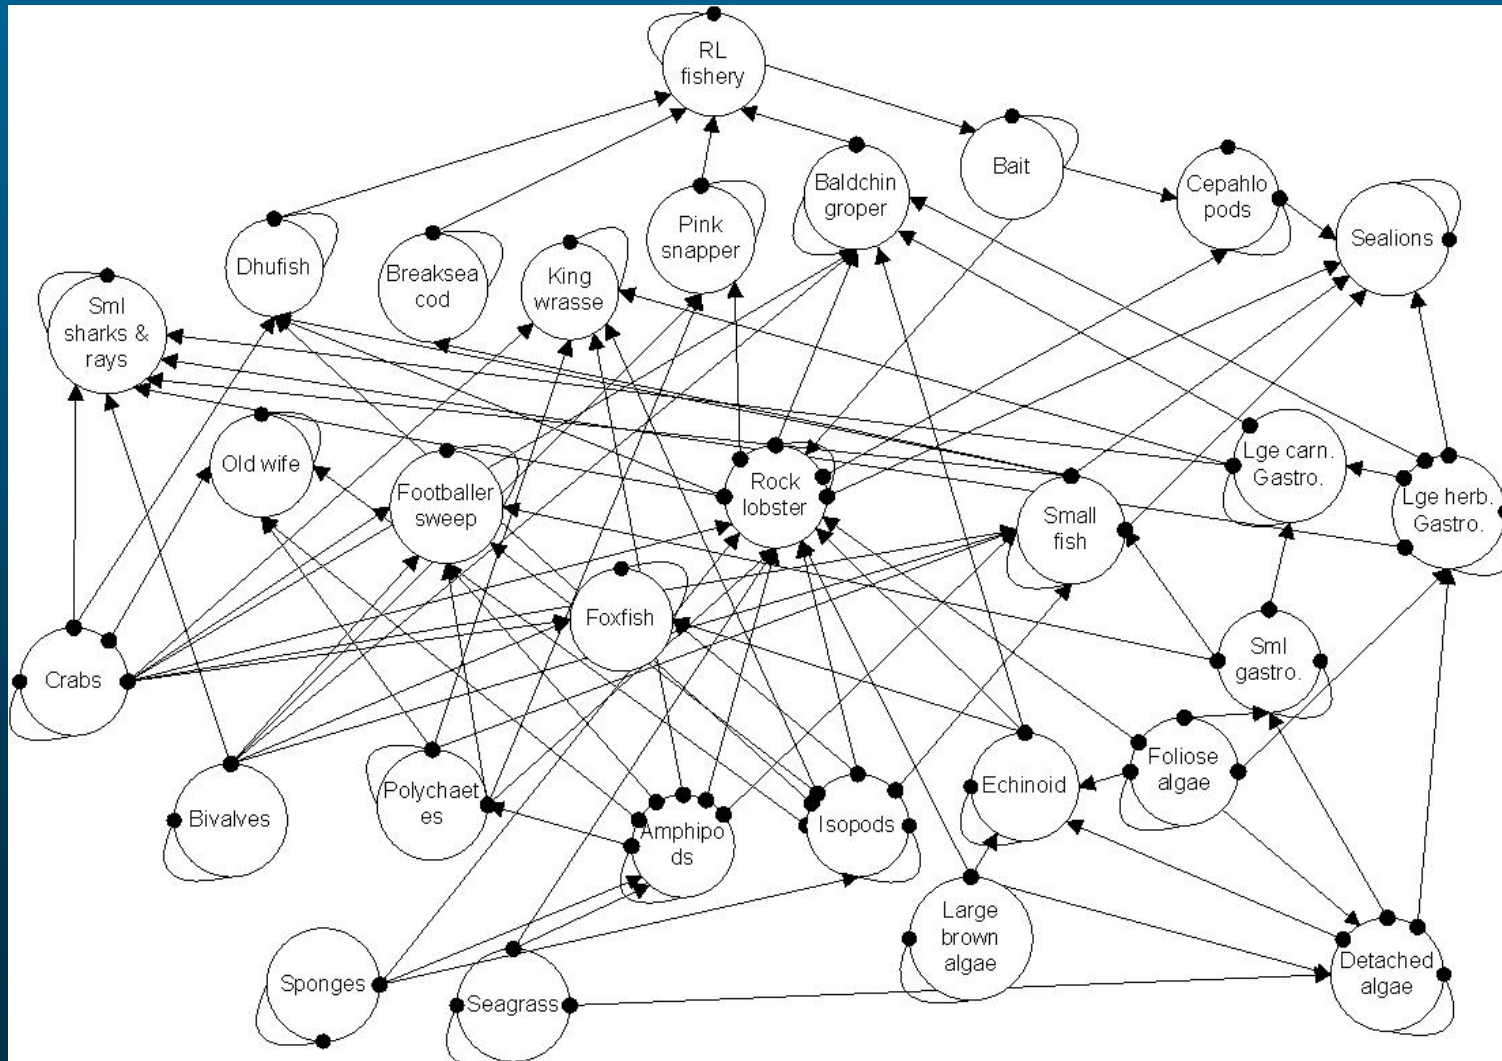 RL
fishery
Bait
Baldchin
groper
Cepahlo
pods
Pink
snapper
Sealions
Dhufish
Breaksea
cod
King
wrasse
Sml
sharks &
rays
Old wife
Footballer
sweep
Rock
lobster
Small
fish
Lge carn.
Gastro.
Lge herb.
Gastro.
Foxfish
Crabs
Sml
gastro.
Bivalves
Polychaet
es
Amphipo
ds
Isopods
Echinoid
Foliose
algae
Sponges
Seagrass
Large
brown
algae
Detached
algae